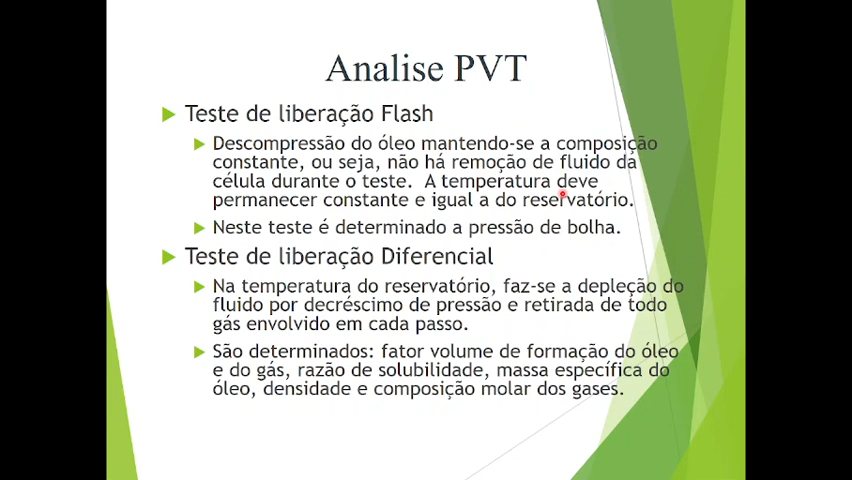 Analise PVT
Teste de liberação Flash
Descompressão do óleo mantendo-se a composição
constante, ou seja, não há remoção de fluido da
célula durante o teste. A temperatura deve
permanecer constante e igual a do reservatório.
Neste teste é determinado a pressão de bolha.
Teste de liberação Diferencial
Na temperatura do reservatório, faz-se a depleção do
fluido por decréscimo de pressão e retirada de todo
gás envolvido em cada passo.
São determinados: fator volume de formação do óleo
e do gás, razão de solubilidade, massa específica do
óleo, densidade e composição molar dos gases.